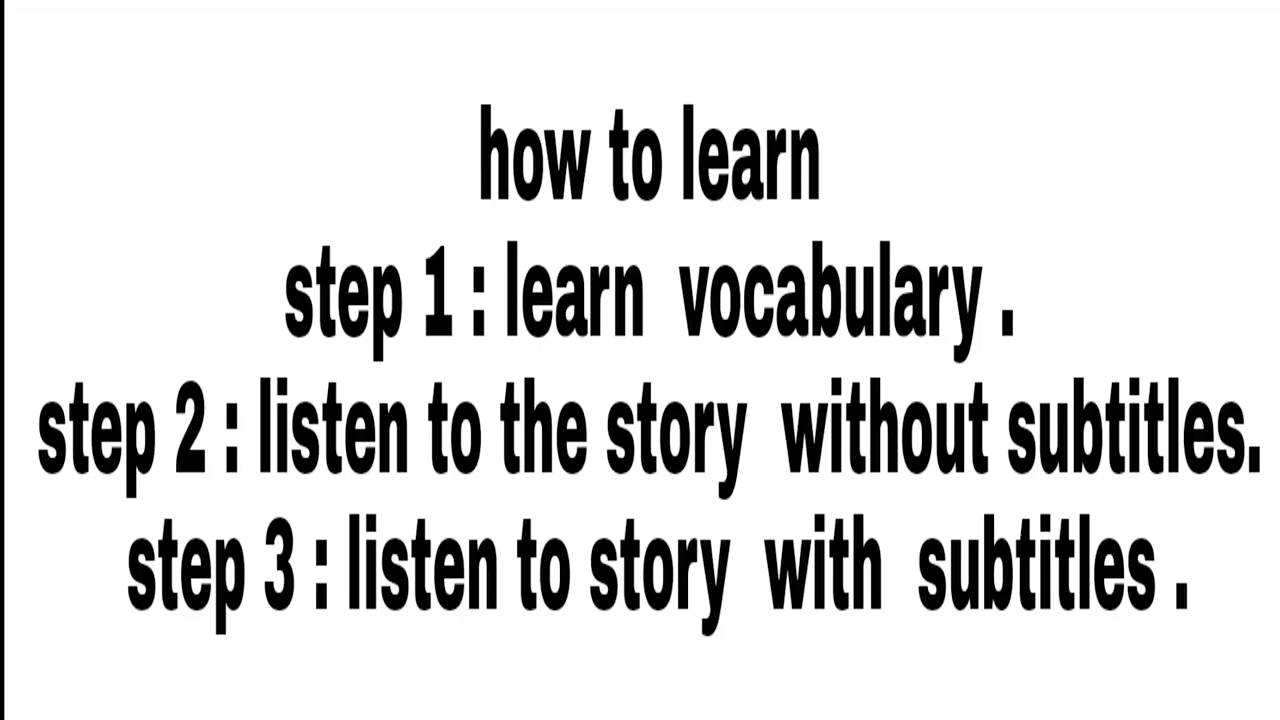 how to learn
step 1 : learn vocabulary .
step 2 : listen to the story without subtitles.
step 3 : listen to story with subtitles .